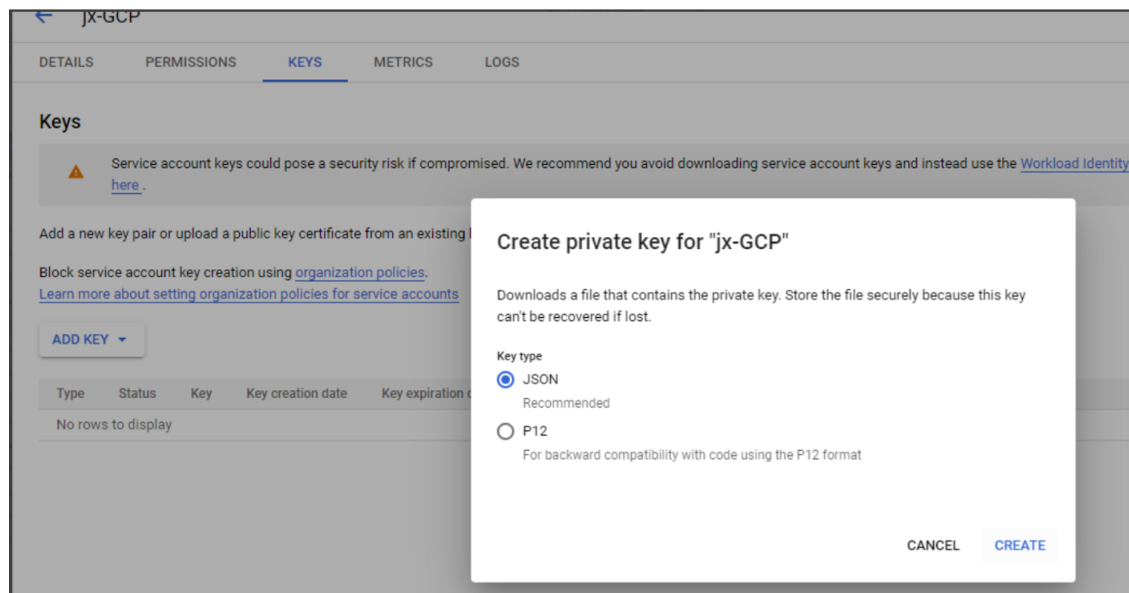 jx-GCP
DETAILS PERMISSIONS KEYS METRICS LOGS
Keys
Service account keys could pose a security risk if compromised. We recommend you avoid downloading service account keys and instead use the Workload Identity
here .
Add a new key pair or upload a public key certificate from an existing
Block service account key creation using organization policies.
Learn more about setting organization policies for service accounts
ADD KEY
Type Status Key Key creation date Key expiration
No rows to display
Create private key for "jx-GCP"
Downloads a file that contains the private key. Store the file securely because this key
can't be recovered if lost.
Key type
JSON
Recommended
P12
For backward compatibility with code using the P12 format
CANCEL CREATE